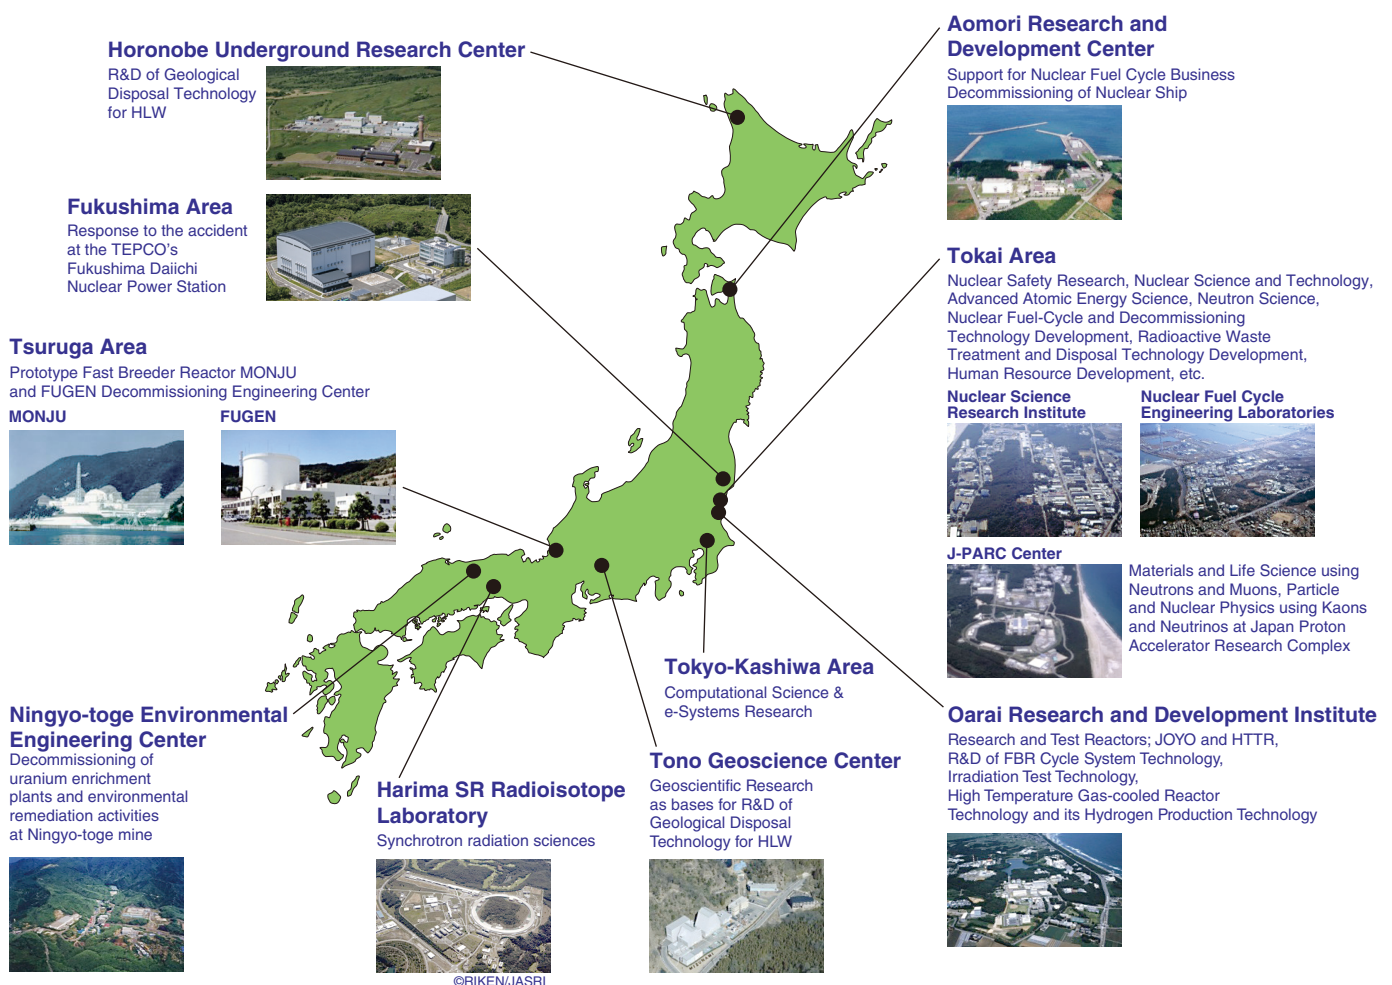 Horonobe Underground Research Center
R&D of Geological
Disposal Technology
for HLW
Aomori Research and
Development Center
Support for Nuclear Fuel Cycle Business
Decommissioning of Nuclear Ship
Fukushima Area
Response to the accident
at the TEPCO's
Fukushima Daiichi
Nuclear Power Station
Tokai Area
Nuclear Safety Research, Nuclear Science and Technology,
Advanced Atomic Energy Science, Neutron Science,
Nuclear Fuel-Cycle and Decommissioning
Technology Development, Radioactive Waste
Treatment and Disposal Technology Development,
Human Resource Development, etc.
Nuclear Science
Research Institute
Nuclear Fuel Cycle
Engineering Laboratories
J-PARC Center
Materials and Life Science using
Neutrons and Muons, Particle
and Nuclear Physics using Kaons
and Neutrinos at Japan Proton
Accelerator Research Complex
Tsuruga Area
Prototype Fast Breeder Reactor MONJU
and FUGEN Decommissioning Engineering Center
MONJU
FUGEN
Tokyo-Kashiwa Area
Computational Science &
e-Systems Research
Ningyo-toge Environmental
Engineering Center
Decommissioning of
uranium enrichment
plants and environmental
remediation activities
at Ningyo-toge mine
Harima SR Radioisotope
Laboratory
Synchrotron radiation sciences
©RIKEN/JASRI
Tono Geoscience Center
Geoscientific Research
as bases for R&D of
Geological Disposal
Technology for HLW
Oarai Research and Development Institute
Research and Test Reactors; JOYO and HTTR,
R&D of FBR Cycle System Technology,
Irradiation Test Technology,
High Temperature Gas-cooled Reactor
Technology and its Hydrogen Production Technology